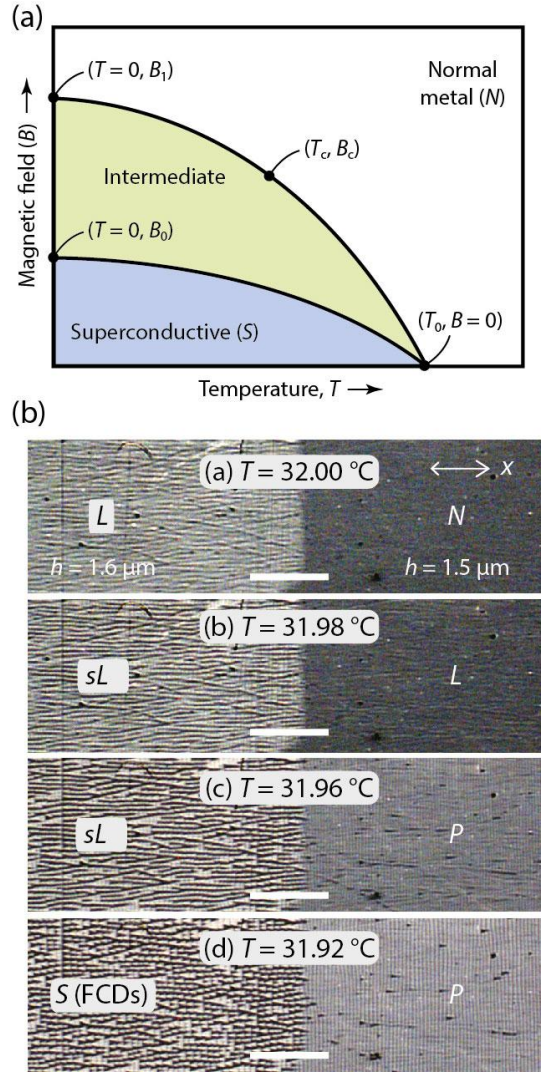 (a)
(T = 0, B₁)
Normal
metal (N)
(Tc, Bc)
Intermediate
(T = 0, B₀)
(T₀, B = 0)
Superconductive (S)
Magnetic field (B) →
Temperature, T →
(b)
(a) T = 32.00 °C
x
L
N
h = 1.6 μm
h = 1.5 μm
(b) T = 31.98 °C
sL
L
(c) T = 31.96 °C
sL
P
(d) T = 31.92 °C
S (FCDs)
P